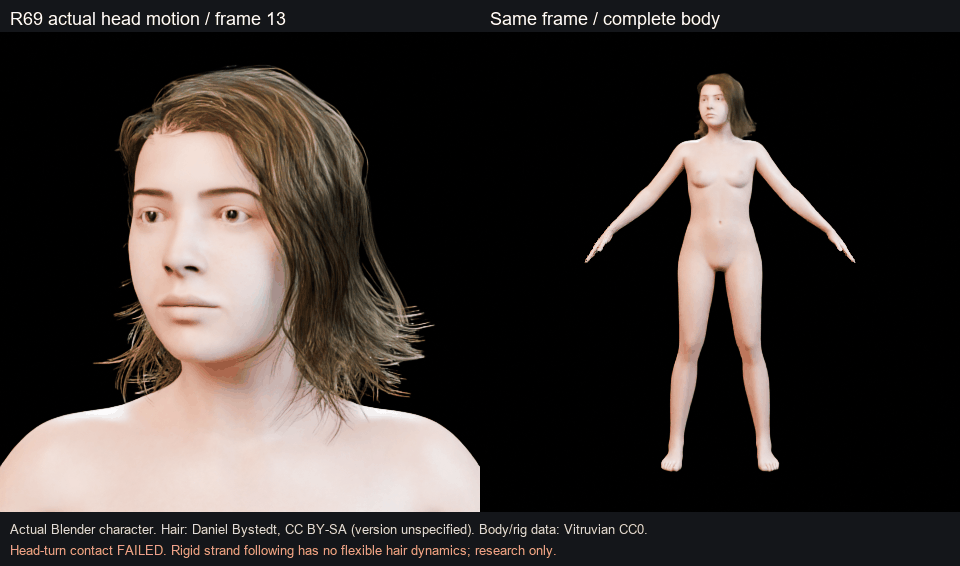 R69 actual head motion / frame 13
Same frame / complete body
Actual Blender character. Hair: Daniel Bystedt, CC BY-SA (version unspecified). Body/rig data: Vitruvian CC0.
Head-turn contact FAILED. Rigid strand following has no flexible hair dynamics; research only.